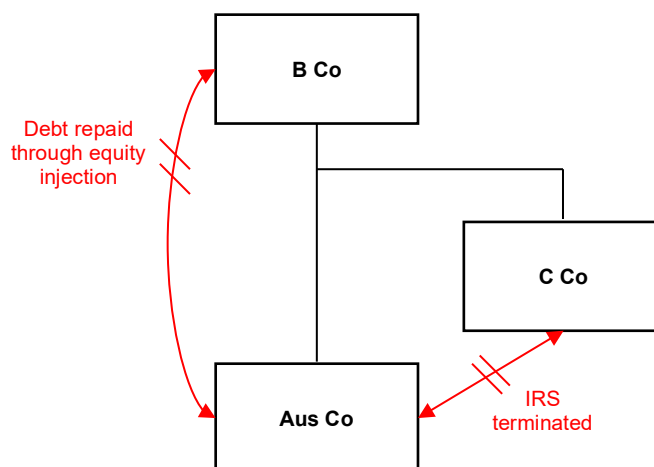 B Co
Debt repaid
through equity
injection
C Co
Aus Co
IRS
terminated